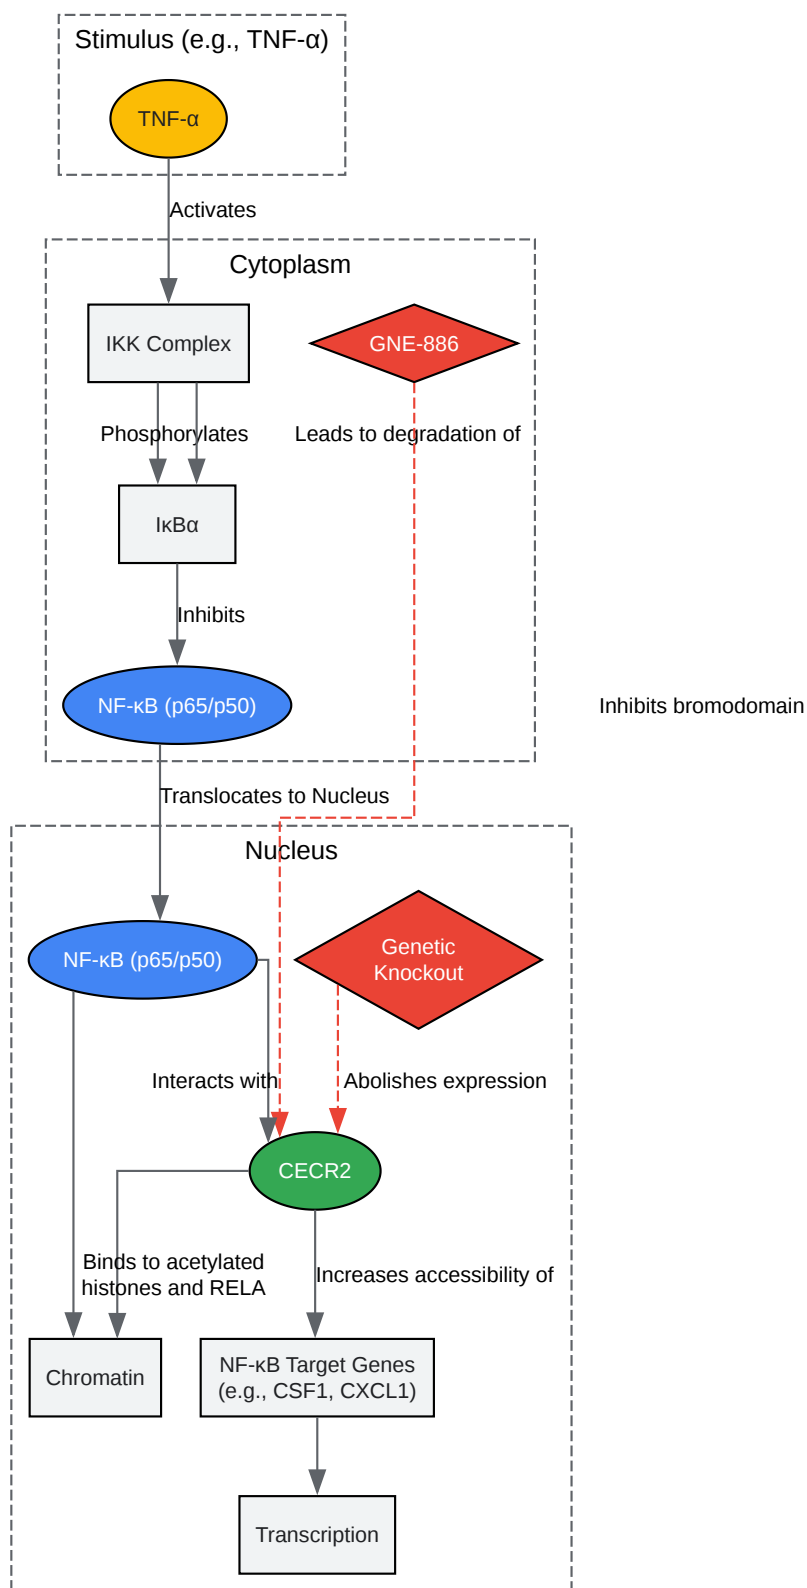 Stimulus (e.g., TNF-α)
TNF-α
Activates
Cytoplasm
IKK Complex
GNE-886
Phosphorylates
Leads to degradation of
IκBα
Inhibits
NF-κB (p65/p50)
Inhibits bromodomain
Translocates to Nucleus
Nucleus
NF-κB (p65/p50)
Genetic
Knockout
Interacts with
Abolishes expression
CECR2
Binds to acetylated
histones and RELA
Increases accessibility of
Chromatin
NF-κB Target Genes
(e.g., CSF1, CXCL1)
Transcription